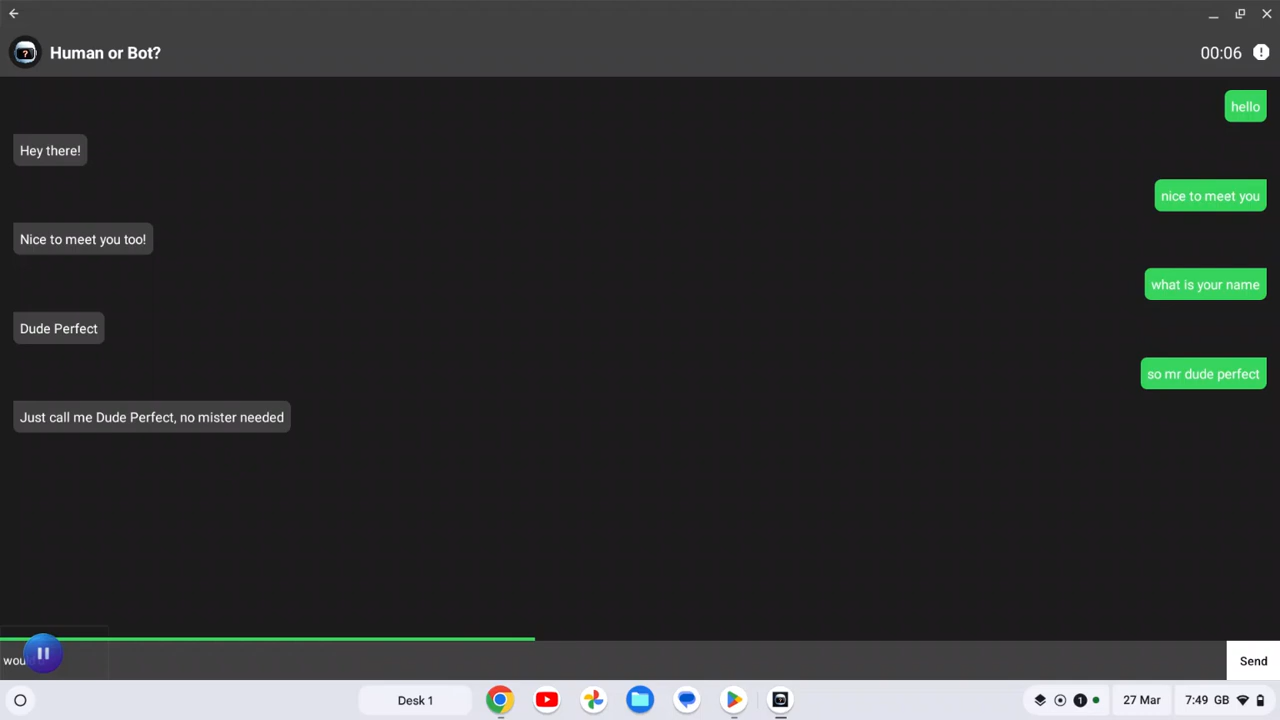 Human or Bot?
00:06
hello
Hey there!
nice to meet you
Nice to meet you too!
what is your name
Dude Perfect
so mr dude perfect
Just call me Dude Perfect, no mister needed
Send
Desk 1
1
27 Mar
7:49 GB